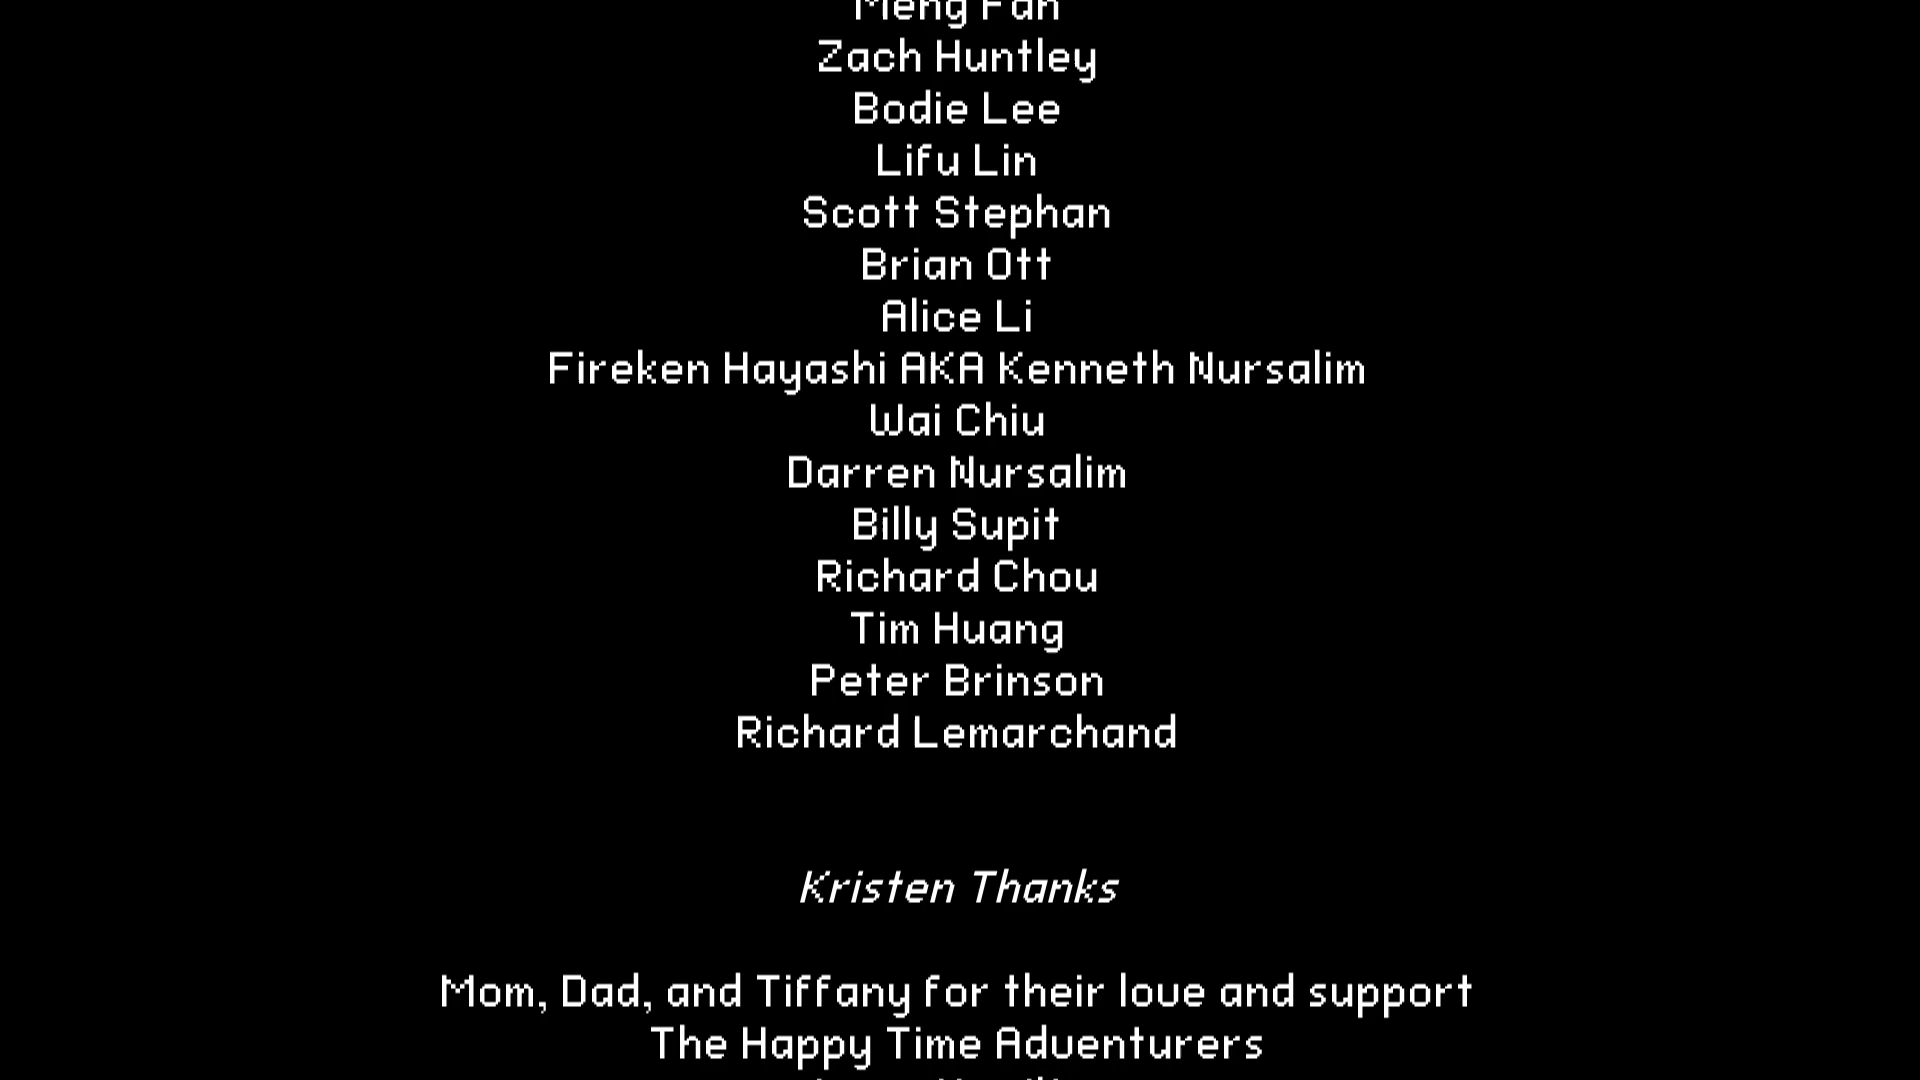 Meng Fan
Zach Huntley
Bodie Lee
Lifu Lin
Scott Stephan
Brian Ott
Alice Li
Fireken Hayashi AKA Kenneth Nursalim
Wai Chiu
Darren Nursalim
Billy Supit
Richard Chou
Tim Huang
Peter Brinson
Richard Lemarchand
Kristen Thanks
Mom, Dad, and Tiffany for their love and support
The Happy Time Adventurers